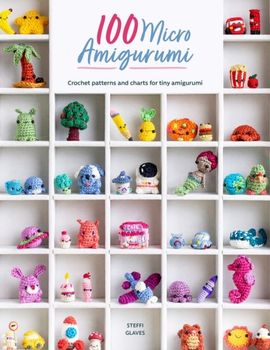 100 Micro
Amigurumi
Crochet patterns and charts for tiny amigurumi
STEFFI
GLAVES